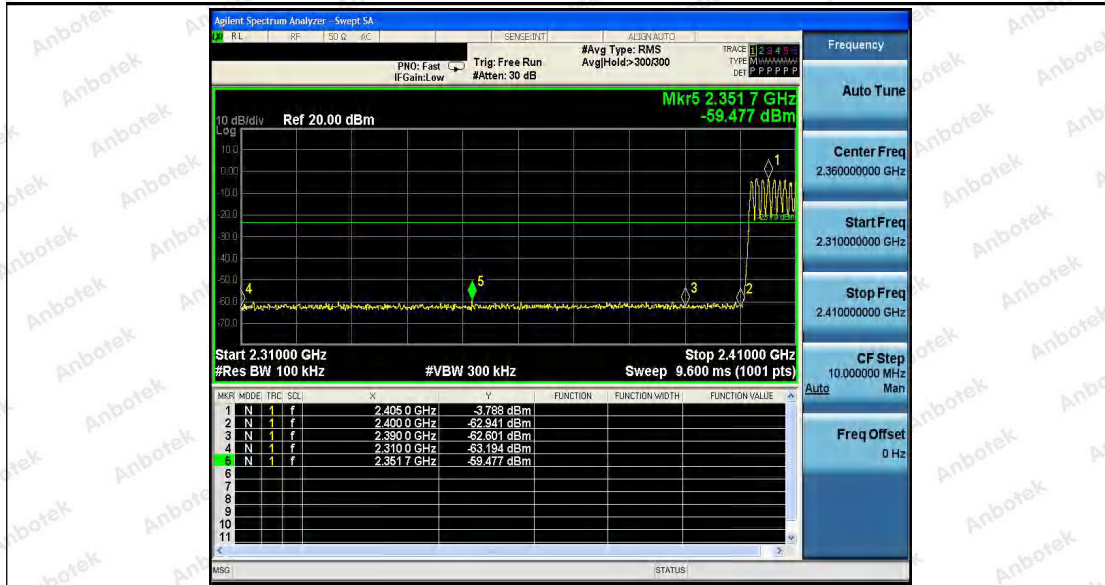 Agilent Spectrum Analyzer - Swept SA
RL RF 50 Ω AC SENSE:INT ALIGNAUTO
PNO: Fast
IFGain:Low
Trig: Free Run
#Atten: 30 dB
#Avg Type: RMS
Avg|Hold:>300/300
TRACE 1 2 3 4 5 6
TYPE M
DET P P P P P P
Mkr5 2.351 7 GHz
-59.477 dBm
10 dB/div Ref 20.00 dBm
Log
10.0
0.00
-10.0
-20.0
-30.0
-40.0
-50.0
-60.0
-70.0
1
2
3
4
5
Start 2.31000 GHz Stop 2.41000 GHz
#Res BW 100 kHz #VBW 300 kHz Sweep 9.600 ms (1001 pts)
MKR MODE TRC SCL X Y FUNCTION FUNCTION WIDTH FUNCTION VALUE
1 N 1 f 2.405 0 GHz -3.788 dBm
2 N 1 f 2.400 0 GHz -62.941 dBm
3 N 1 f 2.390 0 GHz -62.601 dBm
4 N 1 f 2.310 0 GHz -63.194 dBm
5 N 1 f 2.351 7 GHz -59.477 dBm
6
7
8
9
10
11
MSG STATUS
Frequency
Auto Tune
Center Freq
2.360000000 GHz
Start Freq
2.310000000 GHz
Stop Freq
2.410000000 GHz
CF Step
10.000000 MHz
Auto Man
Freq Offset
0 Hz
Anbotek